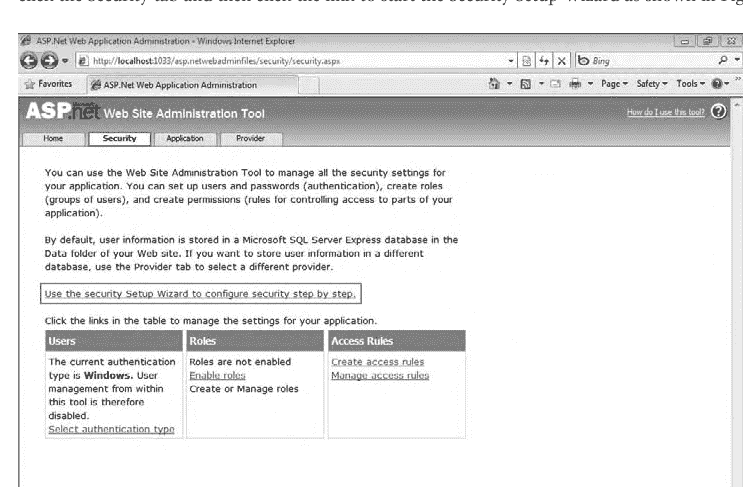 click the Security tab and then click the link to start the Security Setup Wizard as shown in Fig
ASP.Net Web Application Administration - Windows Internet Explorer
http://localhost:1033/asp.netwebadminfiles/security/security.aspx
Bing
Favorites
ASP.Net Web Application Administration
Page
Safety
Tools
ASP.net Web Site Administration Tool
How do I use this tool?
Home
Security
Application
Provider
You can use the Web Site Administration Tool to manage all the security settings for
your application. You can set up users and passwords (authentication), create roles
(groups of users), and create permissions (rules for controlling access to parts of your
application).
By default, user information is stored in a Microsoft SQL Server Express database in the
Data folder of your Web site. If you want to store user information in a different
database, use the Provider tab to select a different provider.
Use the security Setup Wizard to configure security step by step.
Click the links in the table to manage the settings for your application.
Users
Roles
Access Rules
The current authentication
type is Windows. User
management from within
this tool is therefore
disabled.
Select authentication type
Roles are not enabled
Enable roles
Create or Manage roles
Create access rules
Manage access rules